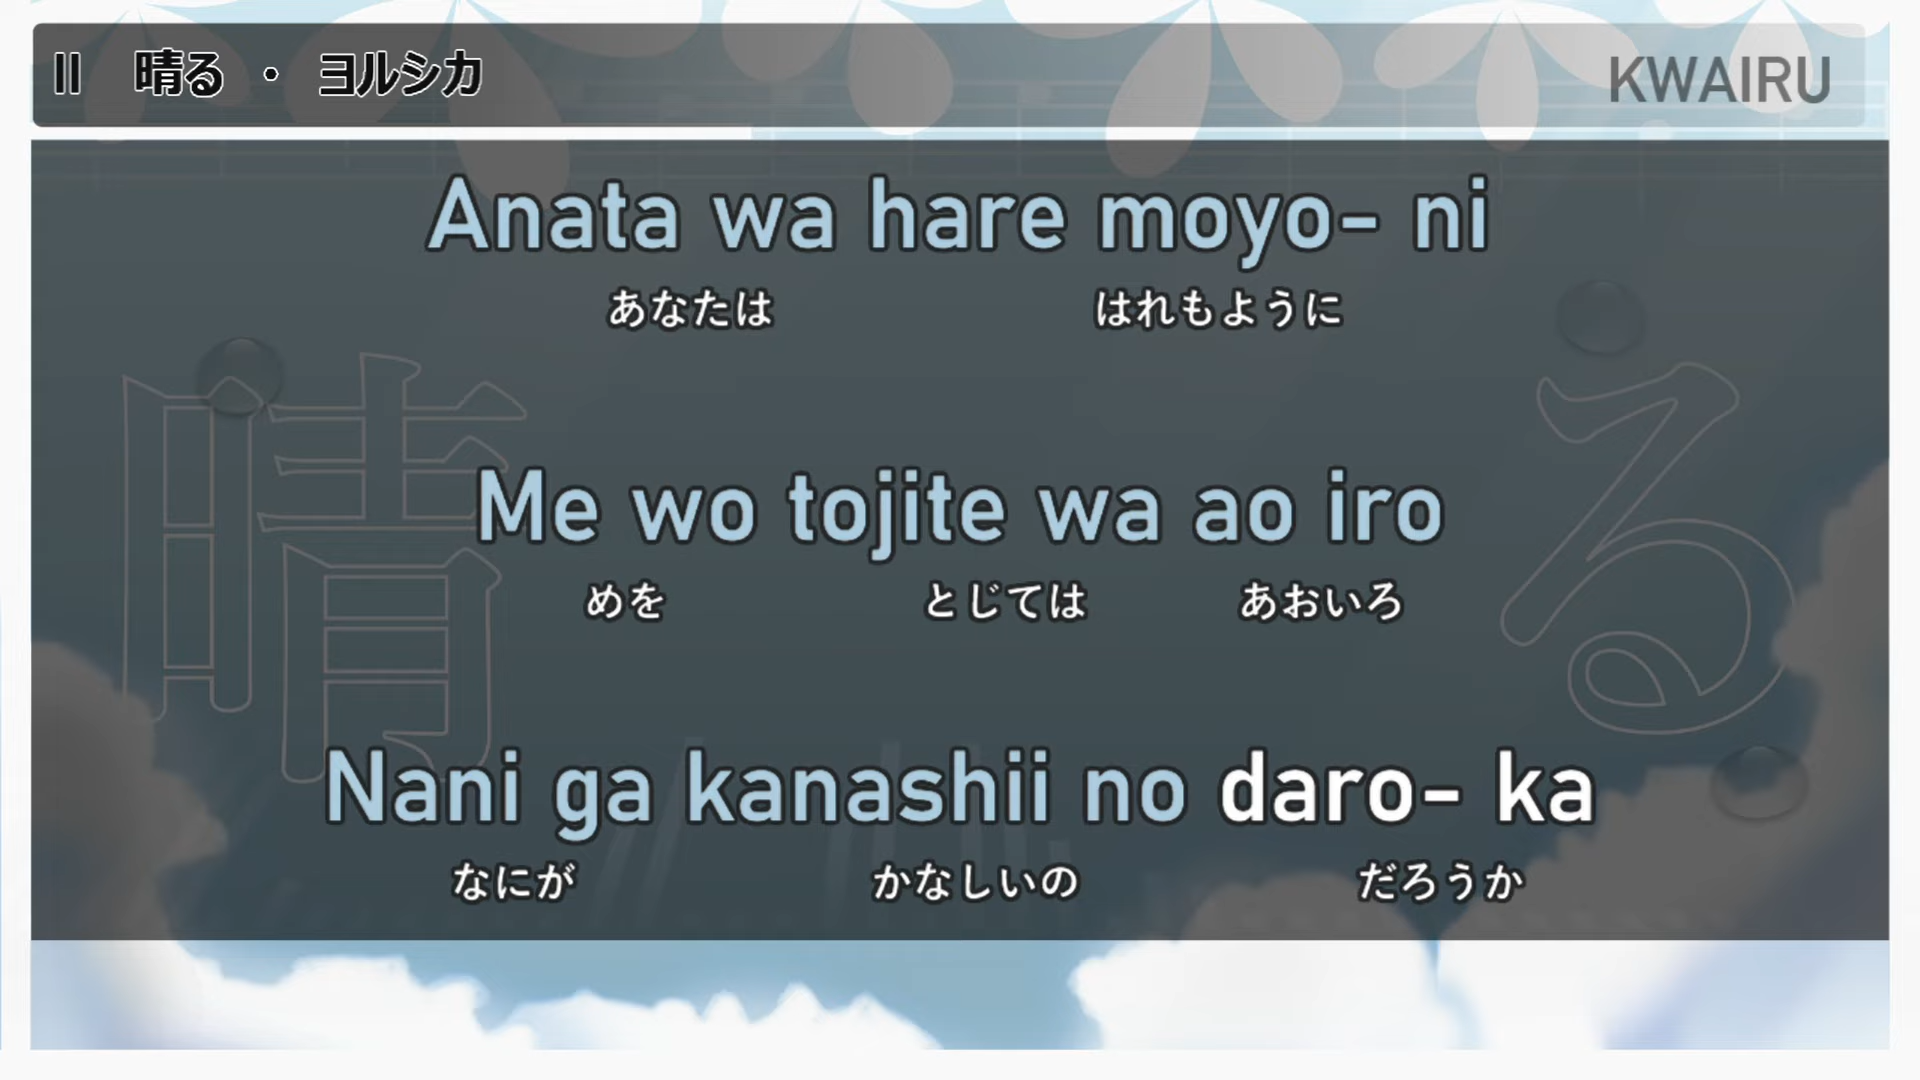 晴る ・ ヨルシカ
KWAIRU
Anata wa hare moyo- ni
あなたは はれもように
晴る
Me wo tojite wa ao iro
めを とじては あおいろ
Nani ga kanashii no daro- ka
なにが かなしいの だろうか